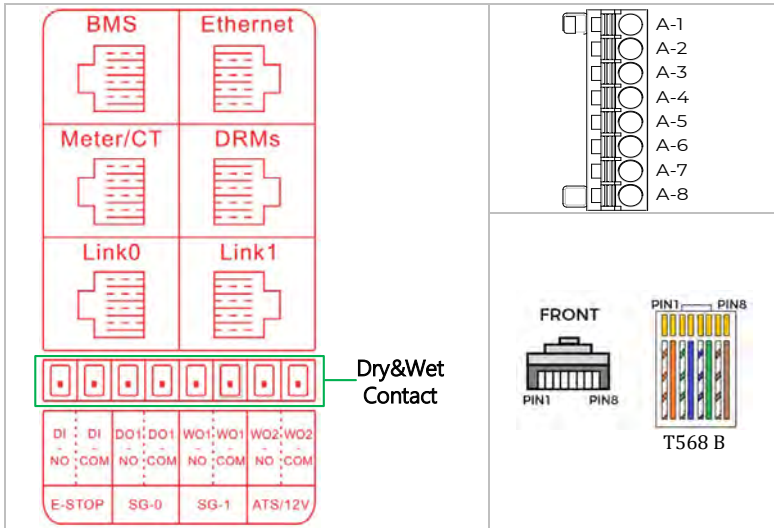 BMS Ethernet
Meter/CT DRMs
Link0 Link1
Dry&Wet
Contact
DI DI DO1 DO1 WO1 WO1 WO2 WO2
- - - - - - - -
NO COM NO COM NO COM NO COM
E-STOP SG-0 SG-1 ATS/12V
A-1
A-2
A-3
A-4
A-5
A-6
A-7
A-8
FRONT
PIN1 PIN8
PIN1 PIN8
T568 B